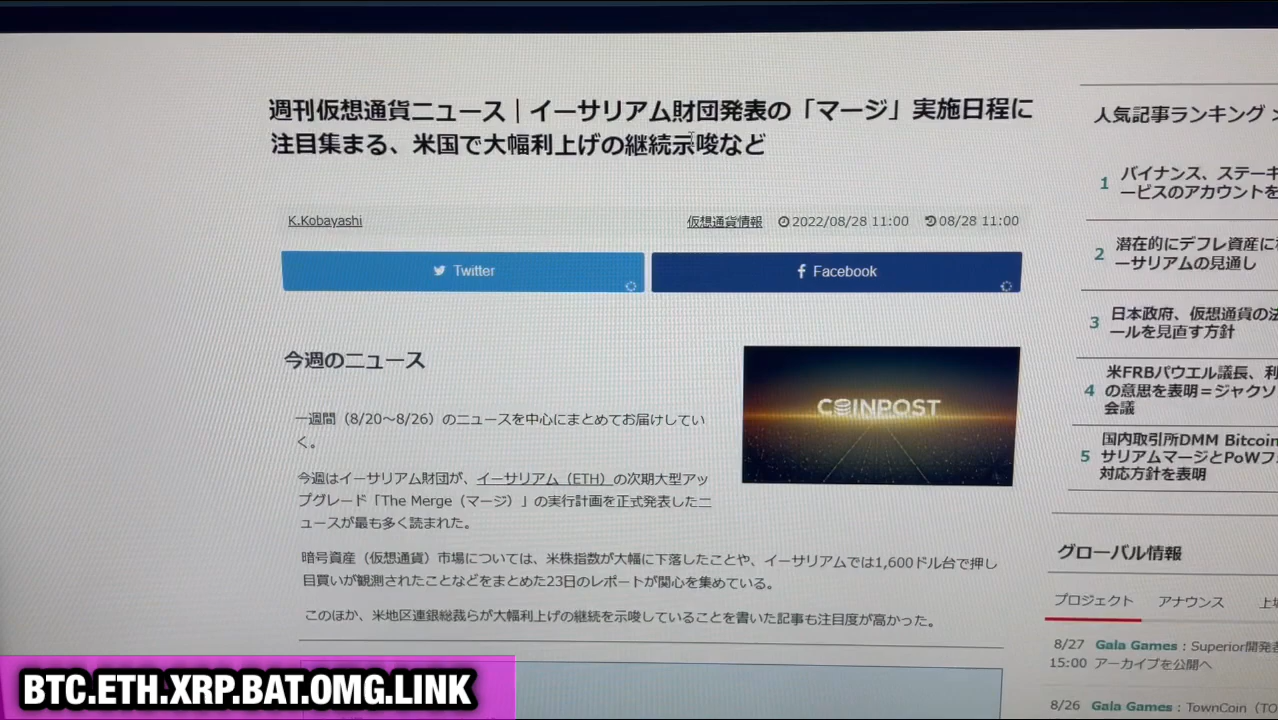 週刊仮想通貨ニュース｜イーサリアム財団発表の「マージ」実施日程に
注目集まる、米国で大幅利上げの継続示唆など
K.Kobayashi
仮想通貨情報 2022/08/28 11:00 08/28 11:00
Twitter
Facebook
今週のニュース
COINPOST
一週間（8/20〜8/26）のニュースを中心にまとめてお届けしてい
く。
今週はイーサリアム財団が、イーサリアム（ETH）の次期大型アッ
プグレード「The Merge（マージ）」の実行計画を正式発表したニ
ュースが最も多く読まれた。
暗号資産（仮想通貨）市場については、米株指数が大幅に下落したことや、イーサリアムでは1,600ドル台で押し
目買いが観測されたことなどをまとめた23日のレポートが関心を集めている。
このほか、米地区連銀総裁らが大幅利上げの継続を示唆していることを書いた記事も注目度が高かった。
人気記事ランキング
1 バイナンス、ステーキ
ービスのアカウントを
2 潜在的にデフレ資産に
ーサリアムの見通し
3 日本政府、仮想通貨の法
ールを見直す方針
4 米FRBパウエル議長、利
の意思を表明＝ジャクソ
会議
5 国内取引所DMM Bitcoin
サリアムマージとPoWフ
対応方針を表明
グローバル情報
プロジェクト アナウンス 上
8/27 Gala Games：Superior開発
15:00 アーカイブを公開へ
8/26 Gala Games：TownCoin（TO
BTC.ETH.XRP.BAT.OMG.LINK